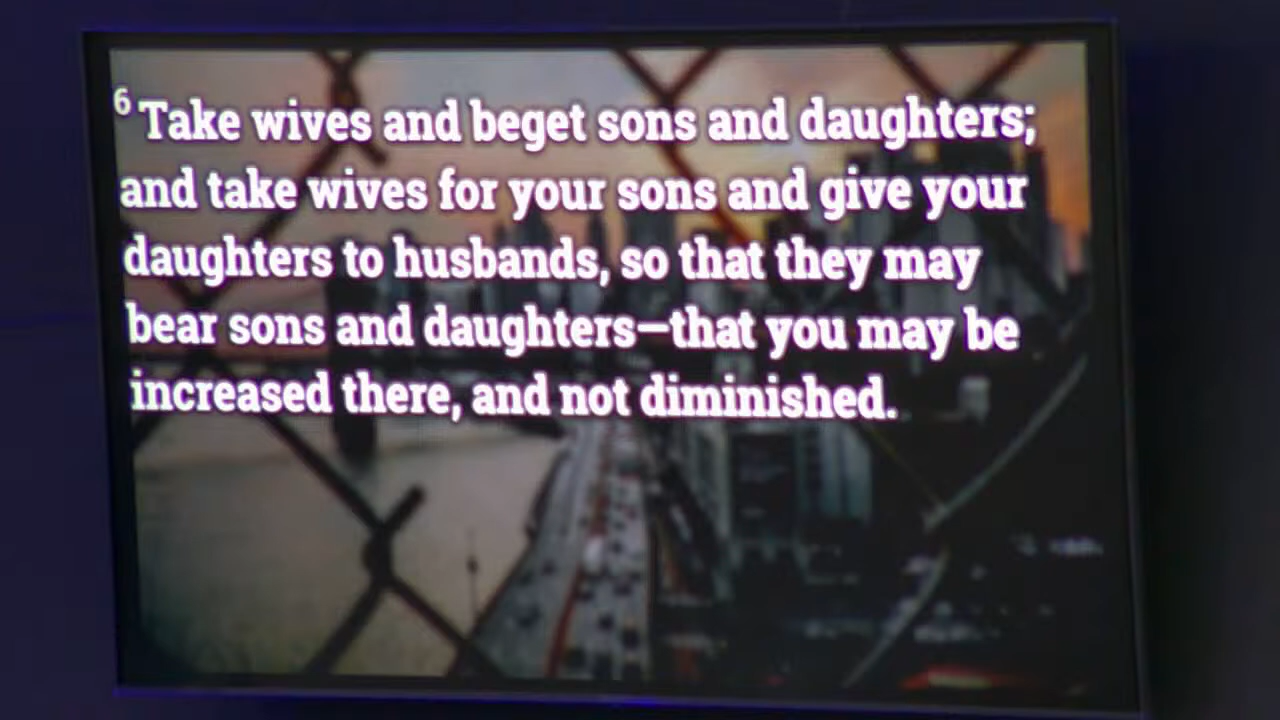 6 Take wives and beget sons and daughters;
and take wives for your sons and give your
daughters to husbands, so that they may
bear sons and daughters—that you may be
increased there, and not diminished.